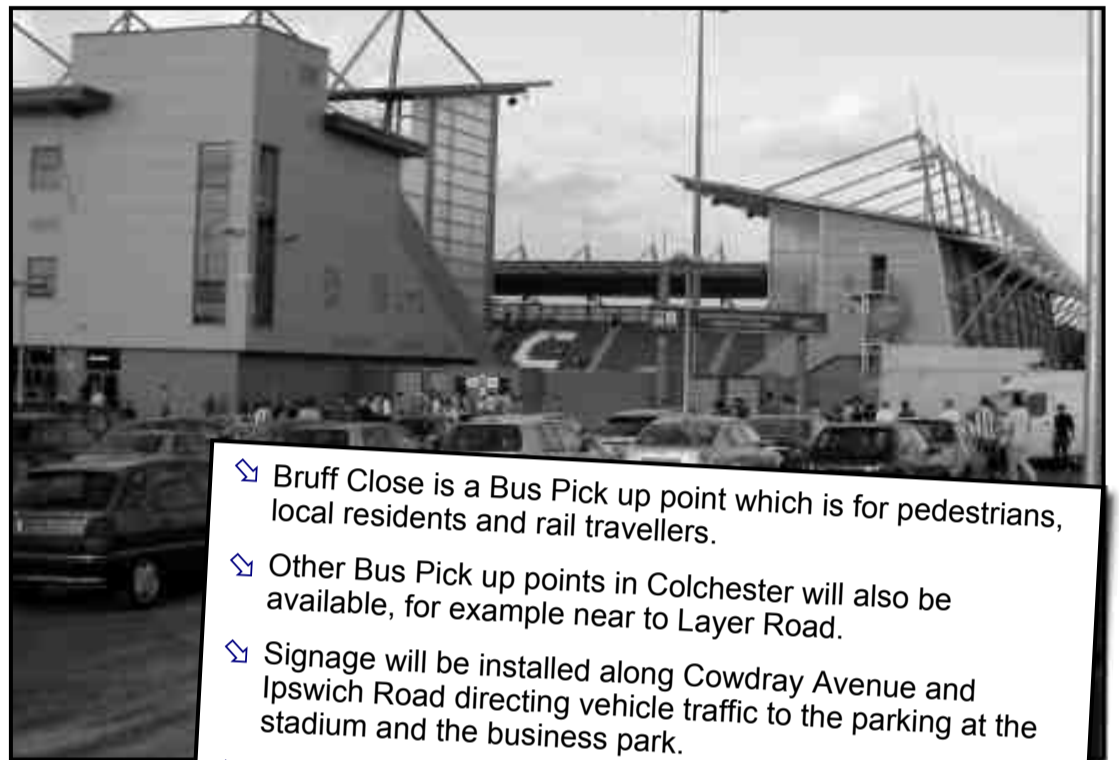 C
Bruff Close is a Bus Pick up point which is for pedestrians,
local residents and rail travellers.
Other Bus Pick up points in Colchester will also be
available, for example near to Layer Road.
Signage will be installed along Cowdray Avenue and
Ipswich Road directing vehicle traffic to the parking at the
stadium and the business park.